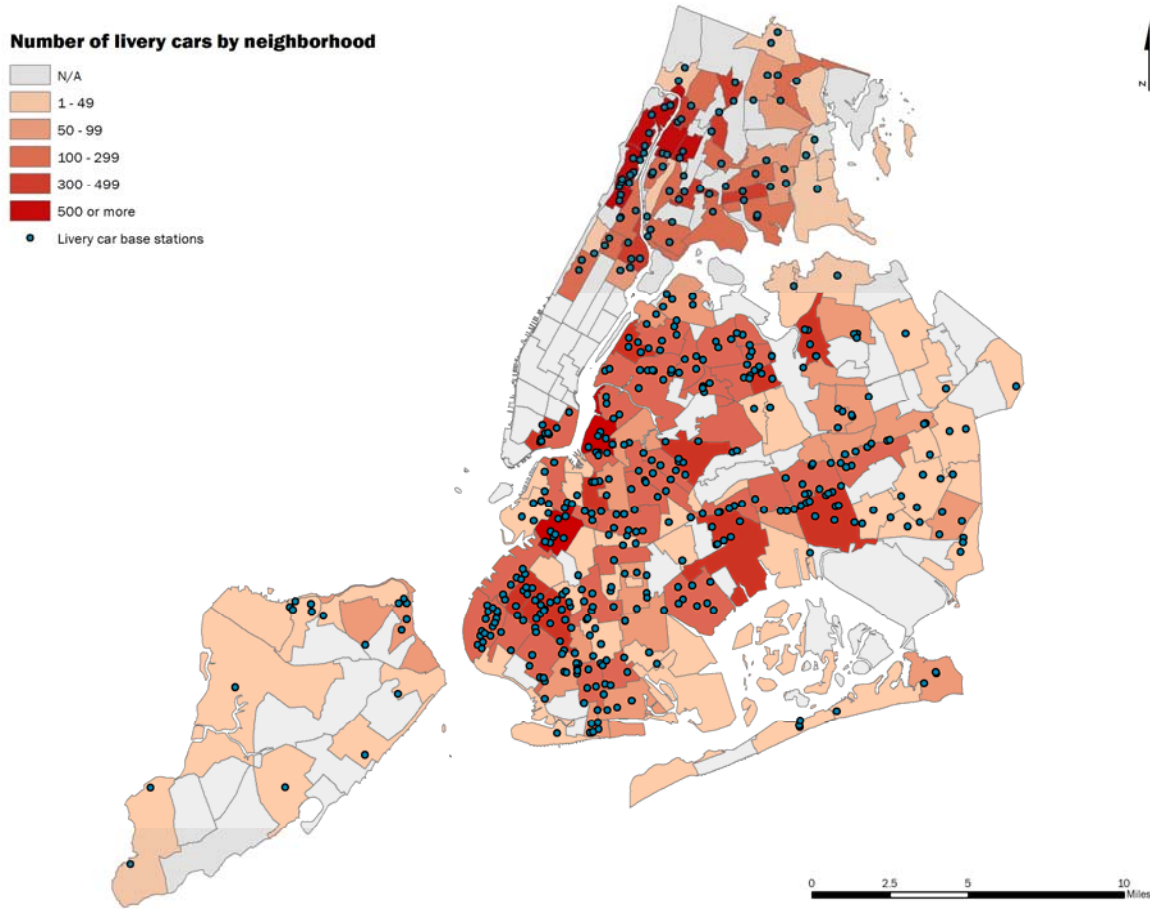 Number of livery cars by neighborhood
N/A
1 - 49
50 - 99
100 - 299
300 - 499
500 or more
Livery car base stations
N
0 2.5 5 10
Miles